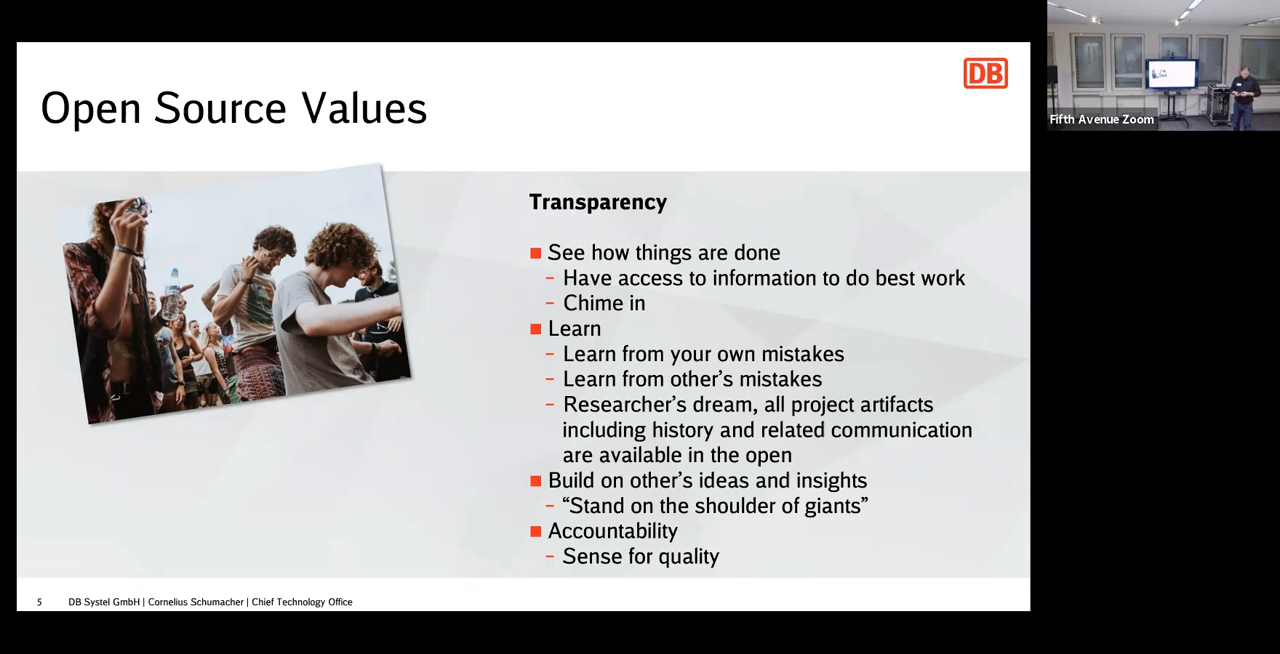 DB
Open Source Values
Fifth Avenue Zoom
Transparency
See how things are done
– Have access to information to do best work
– Chime in
Learn
– Learn from your own mistakes
– Learn from other’s mistakes
– Researcher’s dream, all project artifacts
including history and related communication
are available in the open
Build on other’s ideas and insights
– “Stand on the shoulder of giants”
Accountability
– Sense for quality
5 DB Systel GmbH | Cornelius Schumacher | Chief Technology Office